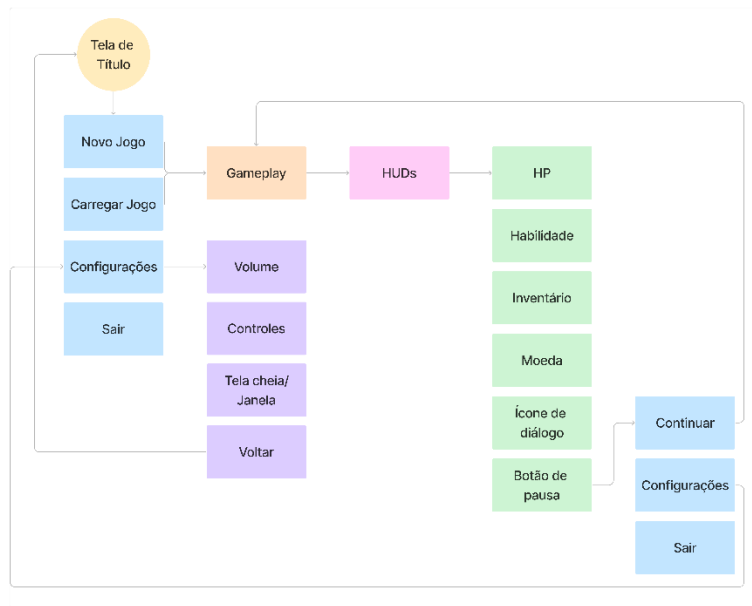 Tela de
Título
Novo Jogo
Carregar Jogo
Configurações
Sair
Gameplay
HUDs
HP
Volume
Controles
Tela cheia/
Janela
Voltar
Habilidade
Inventário
Moeda
Ícone de
diálogo
Botão de
pausa
Continuar
Configurações
Sair